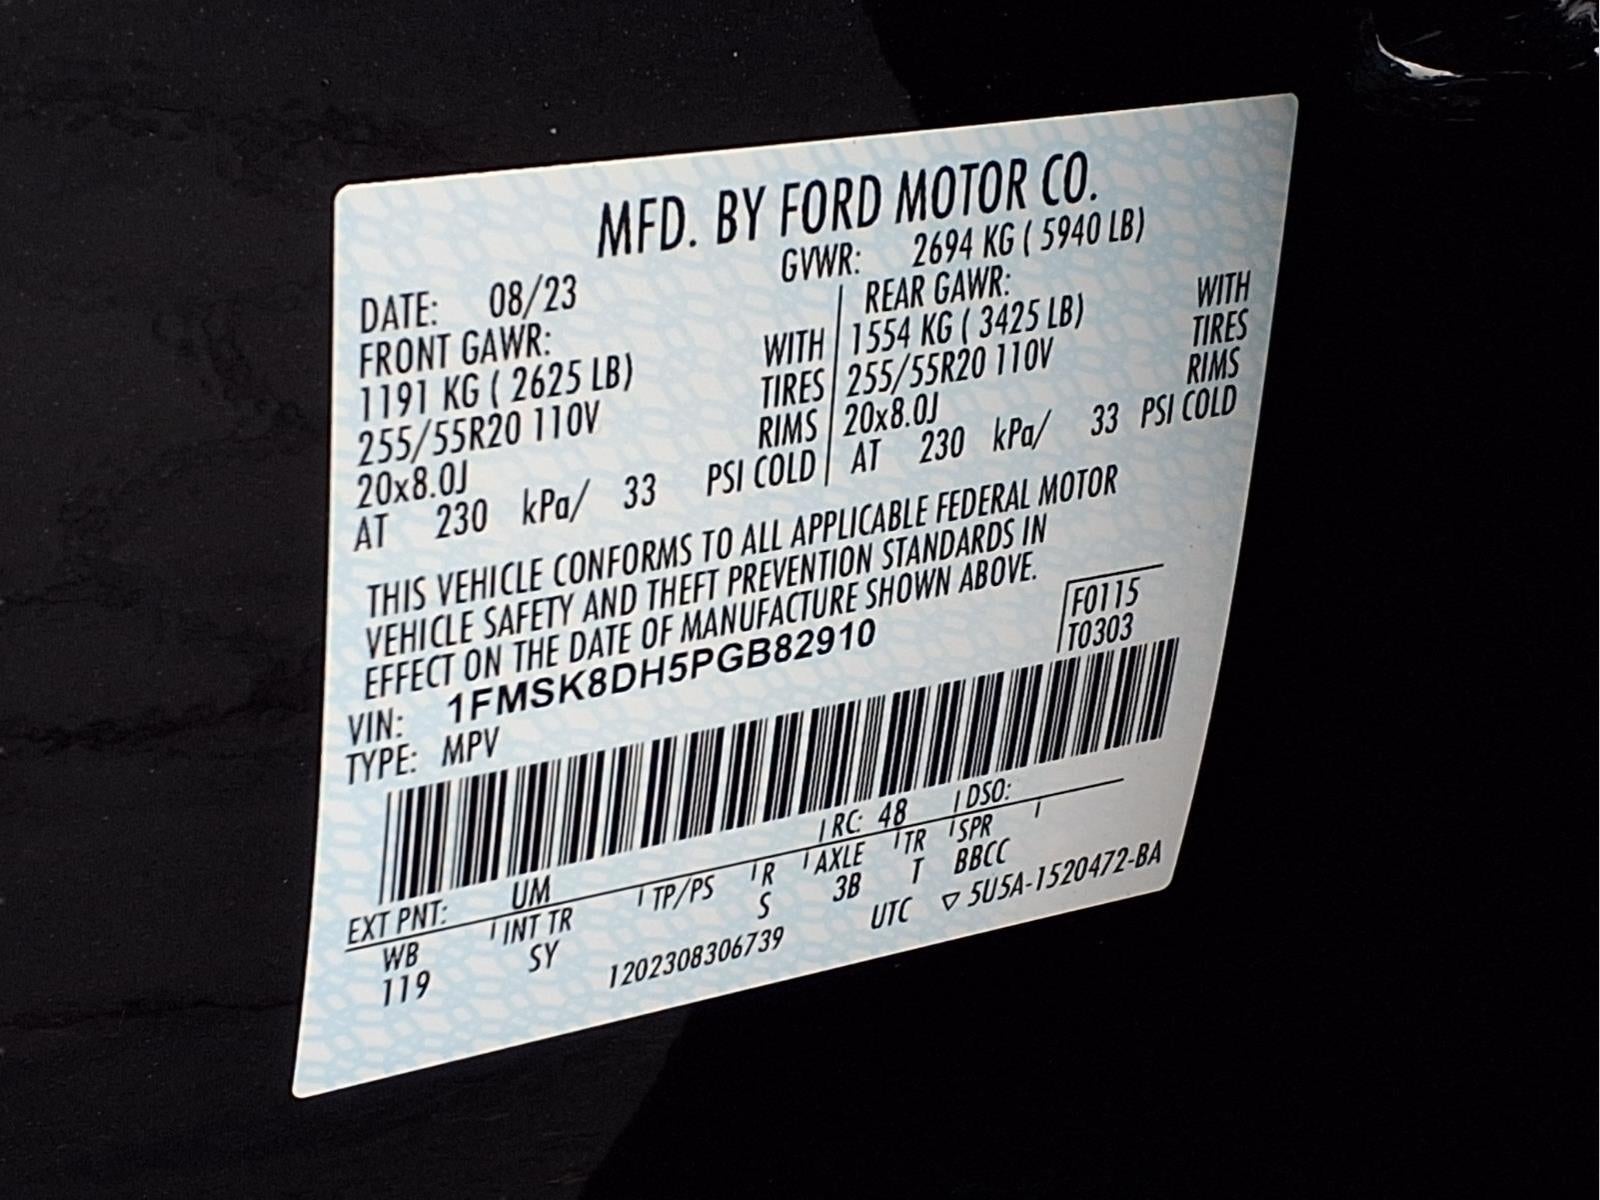 MFD. BY FORD MOTOR CO.
DATE: 08/23 GVWR: 2694 KG ( 5940 LB)
FRONT GAWR: REAR GAWR:
1191 KG ( 2625 LB) WITH 1554 KG ( 3425 LB) WITH
255/55R20 110V TIRES 255/55R20 110V TIRES
20x8.0J RIMS 20x8.0J RIMS
AT 230 kPa/ 33 PSI COLD AT 230 kPa/ 33 PSI COLD
THIS VEHICLE CONFORMS TO ALL APPLICABLE FEDERAL MOTOR
VEHICLE SAFETY AND THEFT PREVENTION STANDARDS IN
EFFECT ON THE DATE OF MANUFACTURE SHOWN ABOVE.
VIN: 1FMSK8DH5PGB82910 F0115
TYPE: MPV T0303
EXT PNT: UM RC: 48 DSO:
WB INT TR TP/PS R AXLE TR SPR
119 SY S 3B T BBCC
1202308306739 UTC ▽ 5U5A-1520472-BA